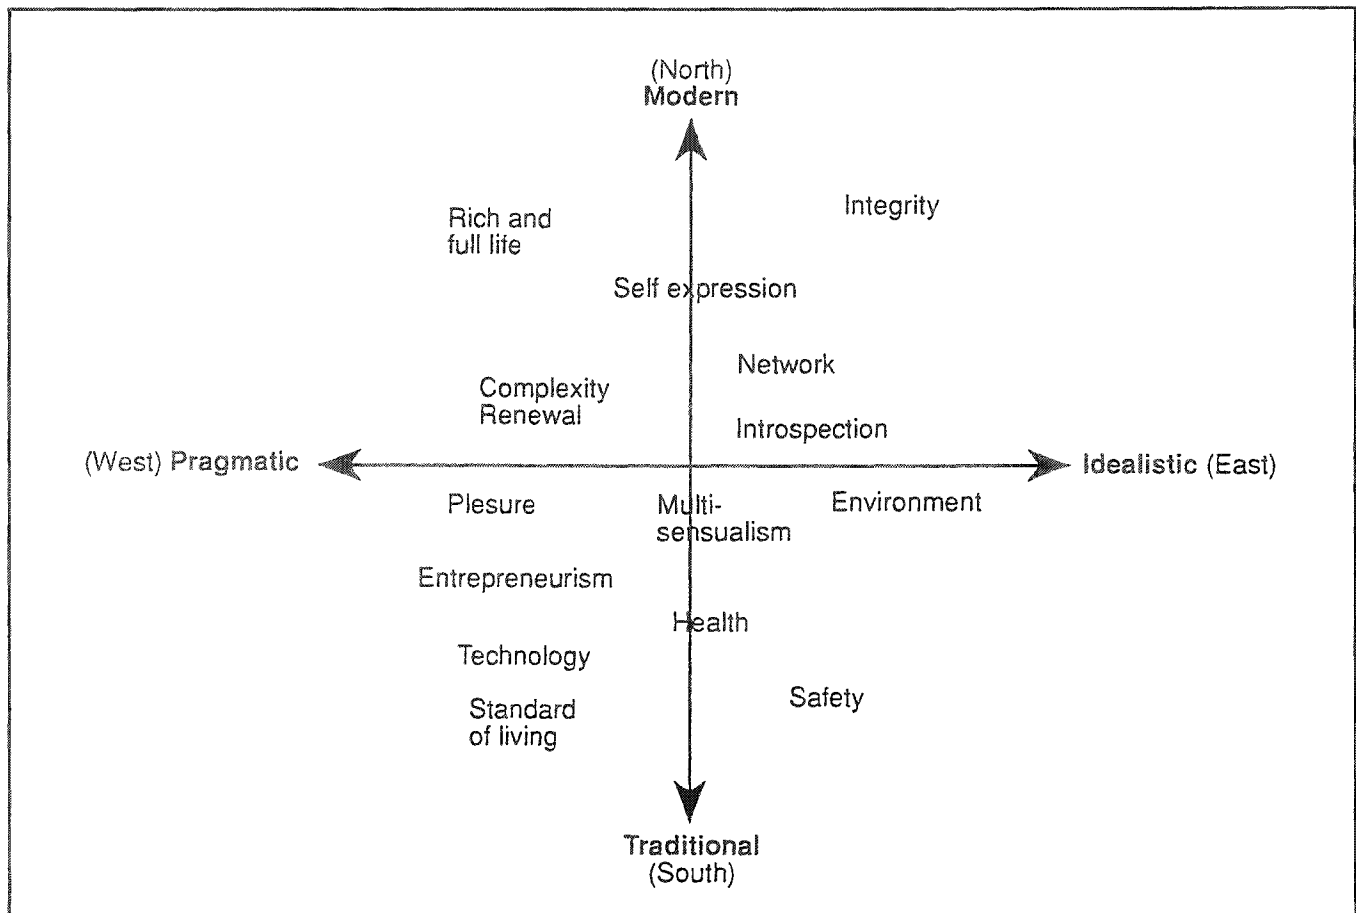 (North)
Modern
Integrity
Rich and
full life
Self expression
Network
Complexity
Renewal
Introspection
(West) Pragmatic
Idealistic (East)
Plesure
Multi-
sensualism
Environment
Entrepreneurism
Health
Technology
Safety
Standard
of living
Traditional
(South)